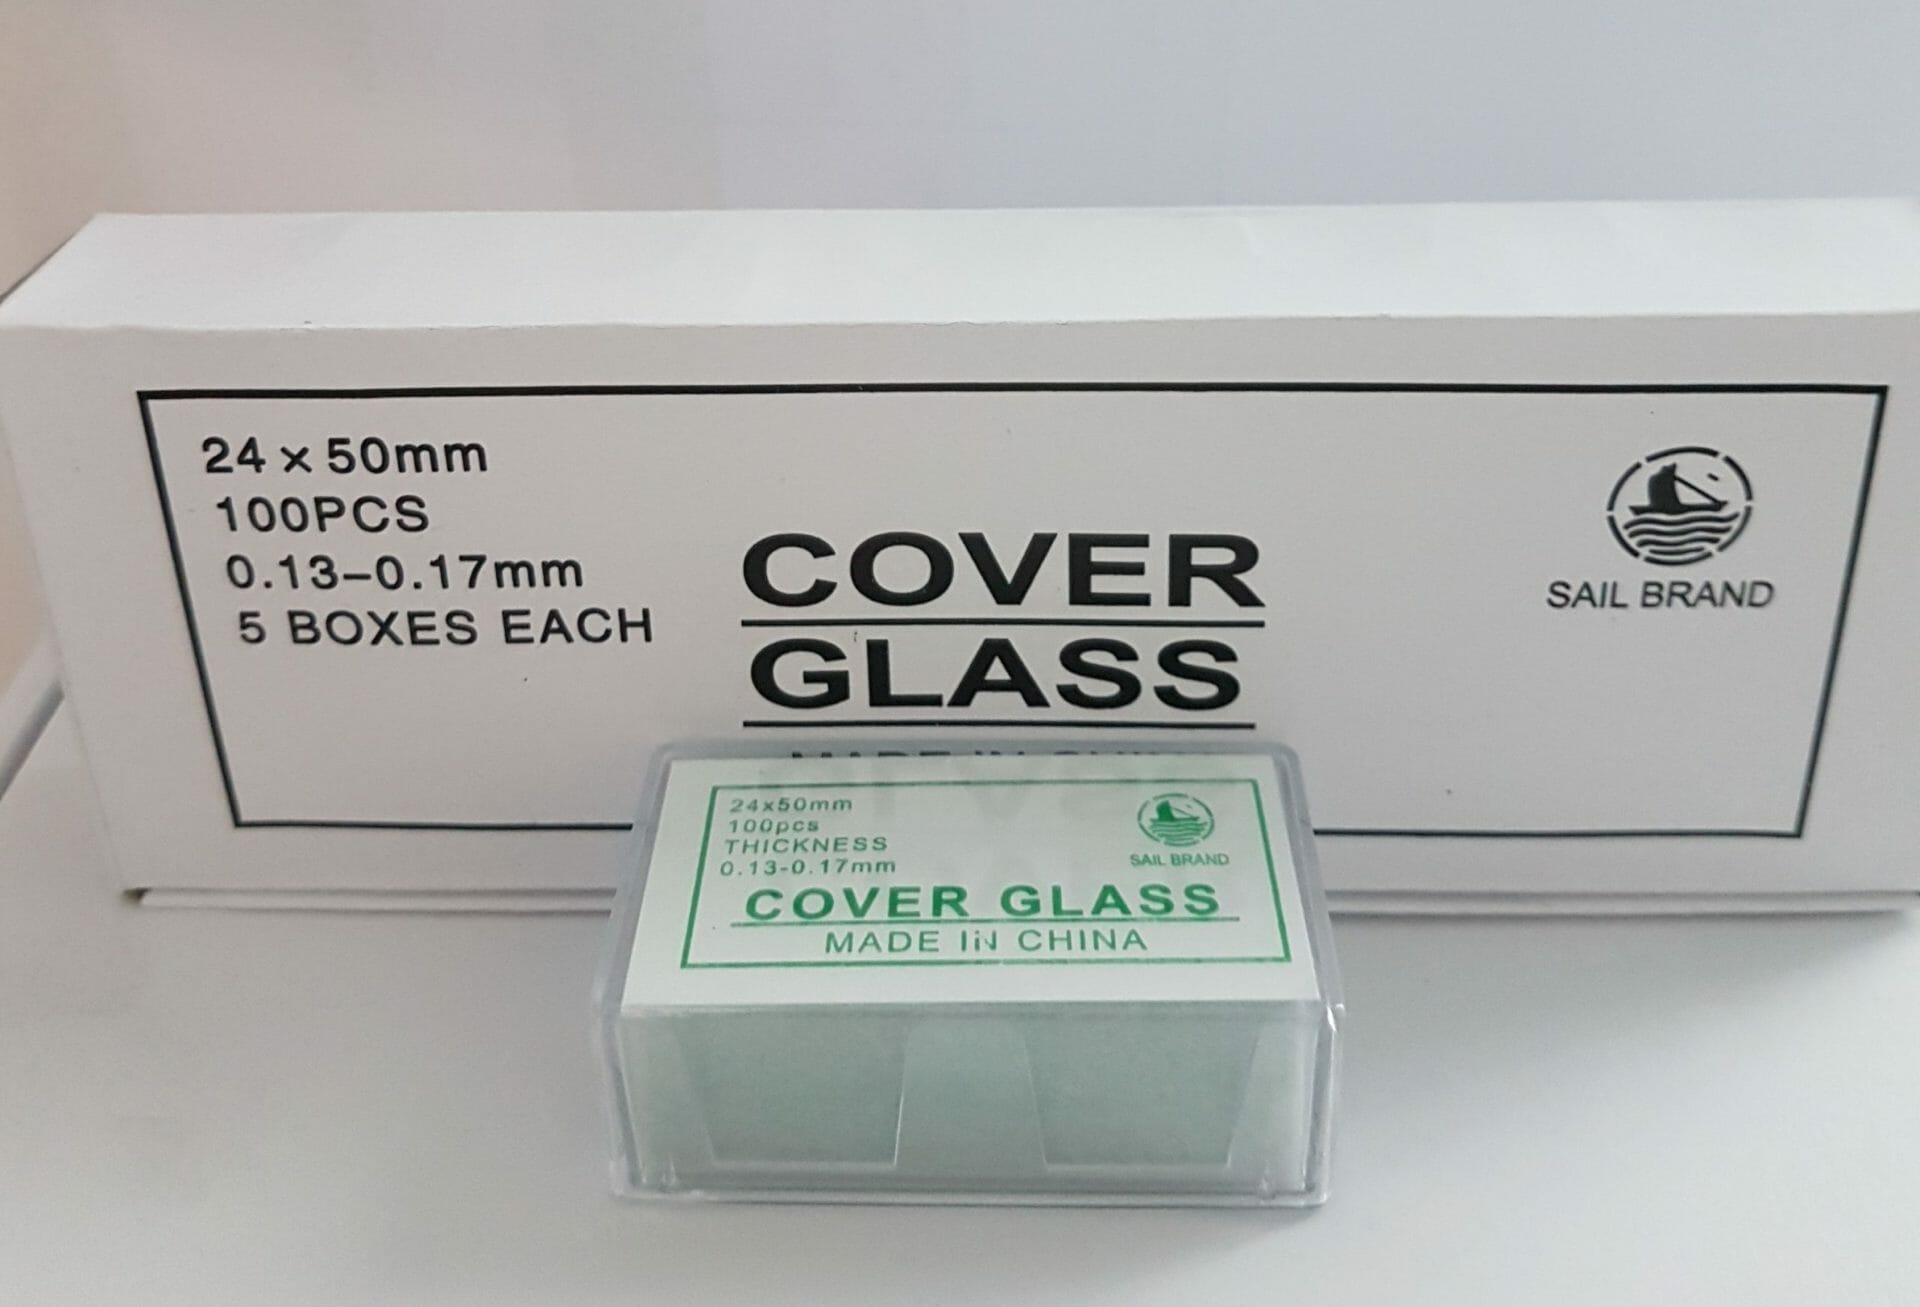 24 x 50mm
100PCS
0.13-0.17mm
5 BOXES EACH
COVER
GLASS
SAIL BRAND
24x50mm
100pcs
THICKNESS
0.13-0.17mm
SAIL BRAND
COVER GLASS
MADE IN CHINA